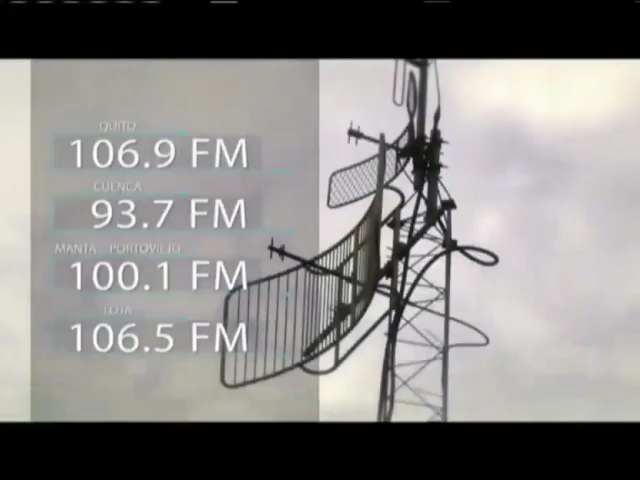 QUITO
106.9 FM
CUENCA
93.7 FM
MANTA - PORTOVIEJO
100.1 FM
LOJA
106.5 FM